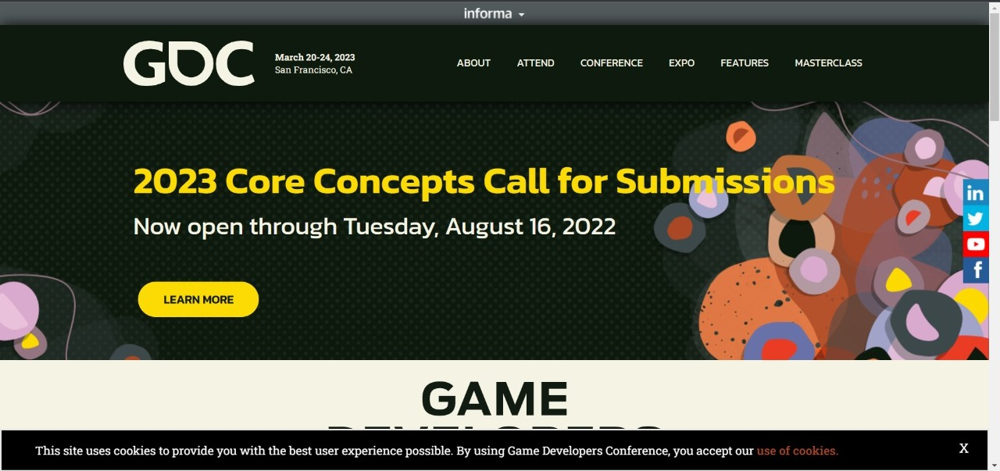 informa
GDC
March 20-24, 2023
San Francisco, CA
ABOUT ATTEND CONFERENCE EXPO FEATURES MASTERCLASS
2023 Core Concepts Call for Submissions
Now open through Tuesday, August 16, 2022
LEARN MORE
in
f
GAME
DEVELOPERS
This site uses cookies to provide you with the best user experience possible. By using Game Developers Conference, you accept our use of cookies.
X